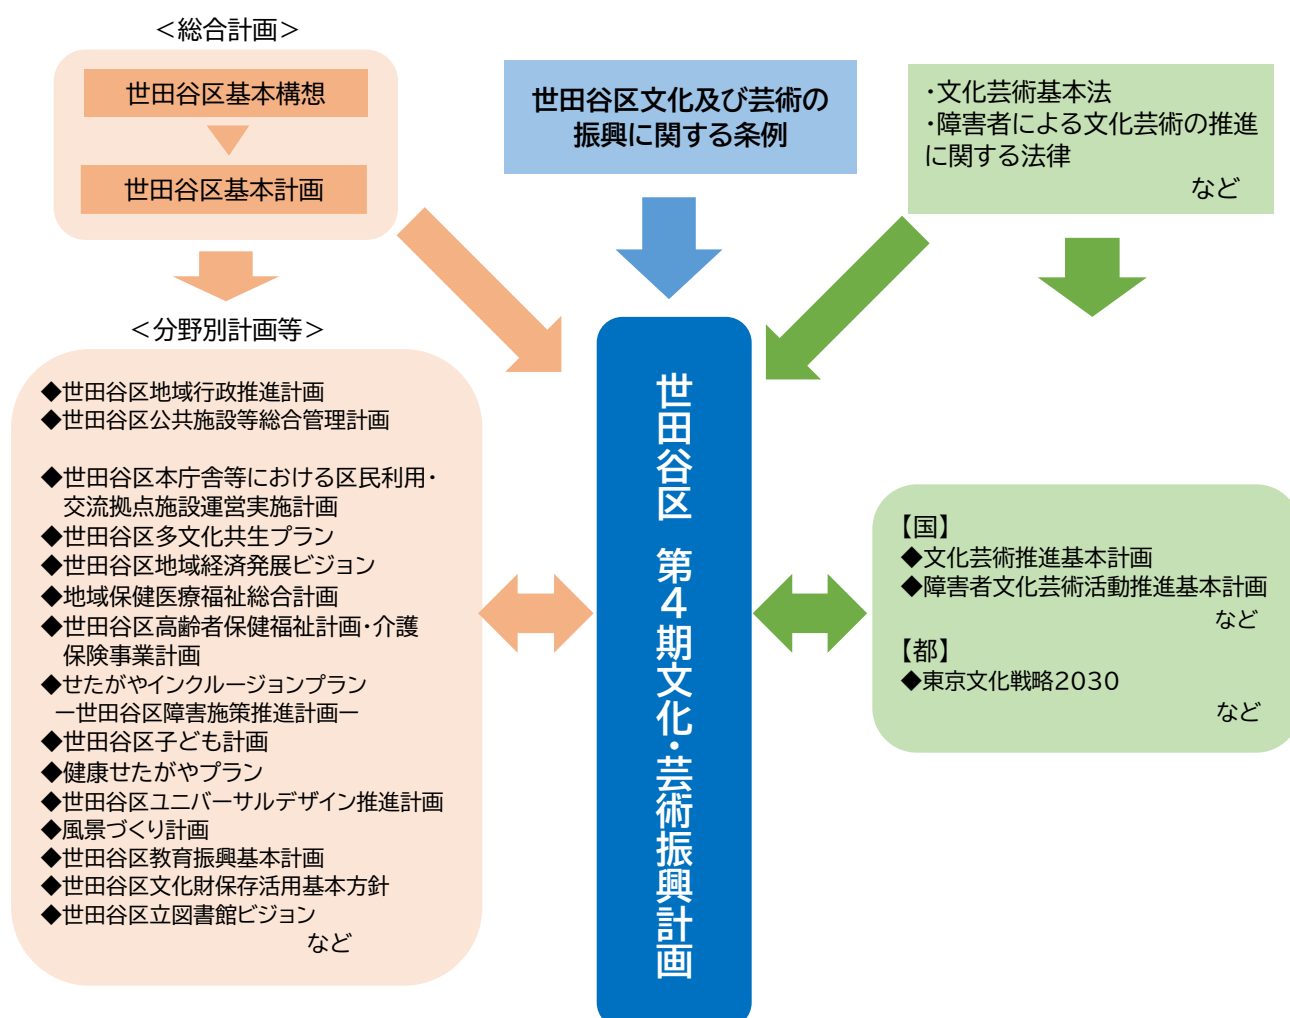 ＜総合計画＞
世田谷区基本構想
世田谷区基本計画
世田谷区文化及び芸術の
振興に関する条例
・文化芸術基本法
・障害者による文化芸術の推進
に関する法律
など
＜分野別計画等＞
◆世田谷区地域行政推進計画
◆世田谷区公共施設等総合管理計画
◆世田谷区本庁舎等における区民利用・
交流拠点施設運営実施計画
◆世田谷区多文化共生プラン
◆世田谷区地域経済発展ビジョン
◆地域保健医療福祉総合計画
◆世田谷区高齢者保健福祉計画・介護
保険事業計画
◆せたがやインクルージョンプラン
ー世田谷区障害施策推進計画ー
◆世田谷区子ども計画
◆健康せたがやプラン
◆世田谷区ユニバーサルデザイン推進計画
◆風景づくり計画
◆世田谷区教育振興基本計画
◆世田谷区文化財保存活用基本方針
◆世田谷区立図書館ビジョン
など
世田谷区 第4期文化・芸術振興計画
【国】
◆文化芸術推進基本計画
◆障害者文化芸術活動推進基本計画
など
【都】
◆東京文化戦略2030
など